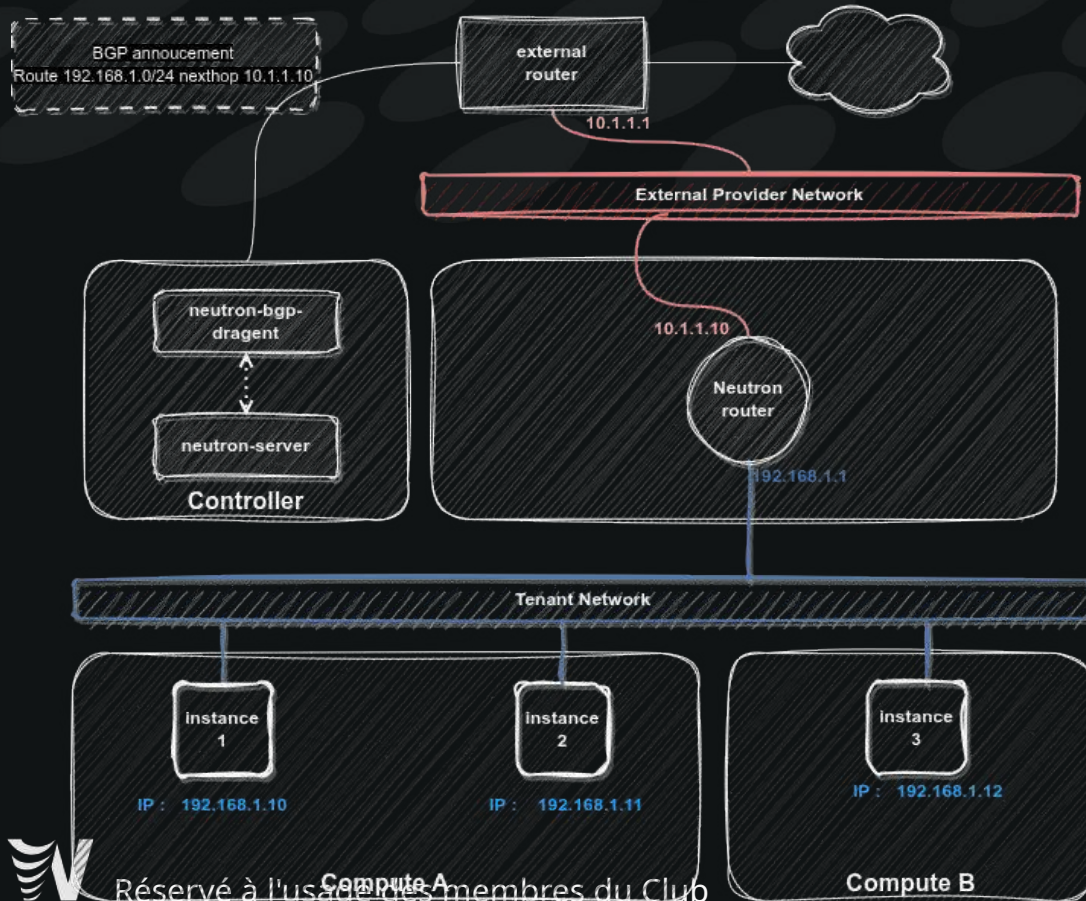 BGP annoucement
Route 192.168.1.0/24 nexthop 10.1.1.10
external
router
10.1.1.1
External Provider Network
neutron-bgp-
dragent
neutron-server
Controller
10.1.1.10
Neutron
router
192.168.1.1
Tenant Network
instance
1
IP : 192.168.1.10
instance
2
IP : 192.168.1.11
instance
3
IP : 192.168.1.12
Compute A
Compute B
Réservé à l'usage des membres du Club